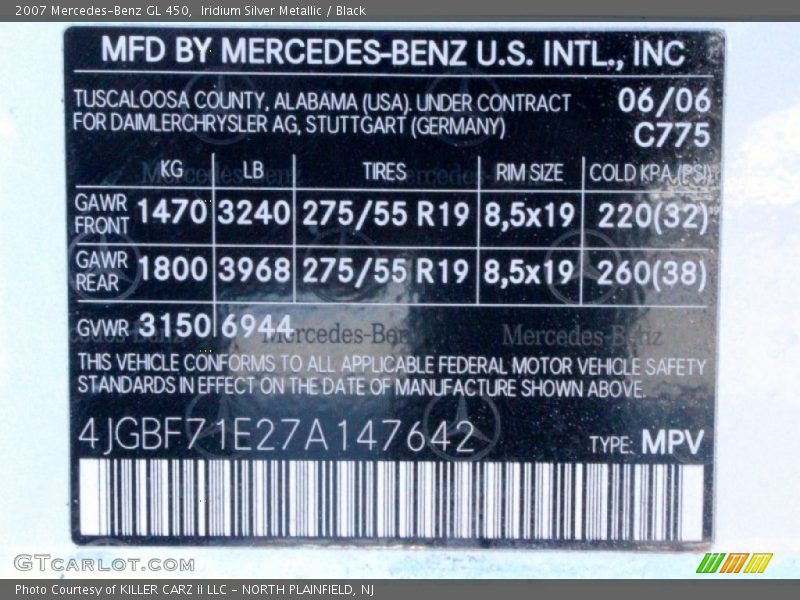 2007 Mercedes-Benz GL 450,  Iridium Silver Metallic / Black
MFD BY MERCEDES-BENZ U.S. INTL., INC
TUSCALOOSA COUNTY, ALABAMA (USA). UNDER CONTRACT 06/06
FOR DAIMLERCHRYSLER AG, STUTTGART (GERMANY) C775
KG LB TIRES RIM SIZE COLD KPA,(PSI)
GAWR FRONT 1470 3240 275/55 R19 8,5x19 220(32)
GAWR REAR 1800 3968 275/55 R19 8,5x19 260(38)
GVWR 3150 6944
Mercedes-Benz Mercedes-Benz
THIS VEHICLE CONFORMS TO ALL APPLICABLE FEDERAL MOTOR VEHICLE SAFETY
STANDARDS IN EFFECT ON THE DATE OF MANUFACTURE SHOWN ABOVE.
4JGBF71E27A147642 TYPE: MPV
GTCARLOT.COM
Photo Courtesy of KILLER CARZ II LLC - NORTH PLAINFIELD, NJ